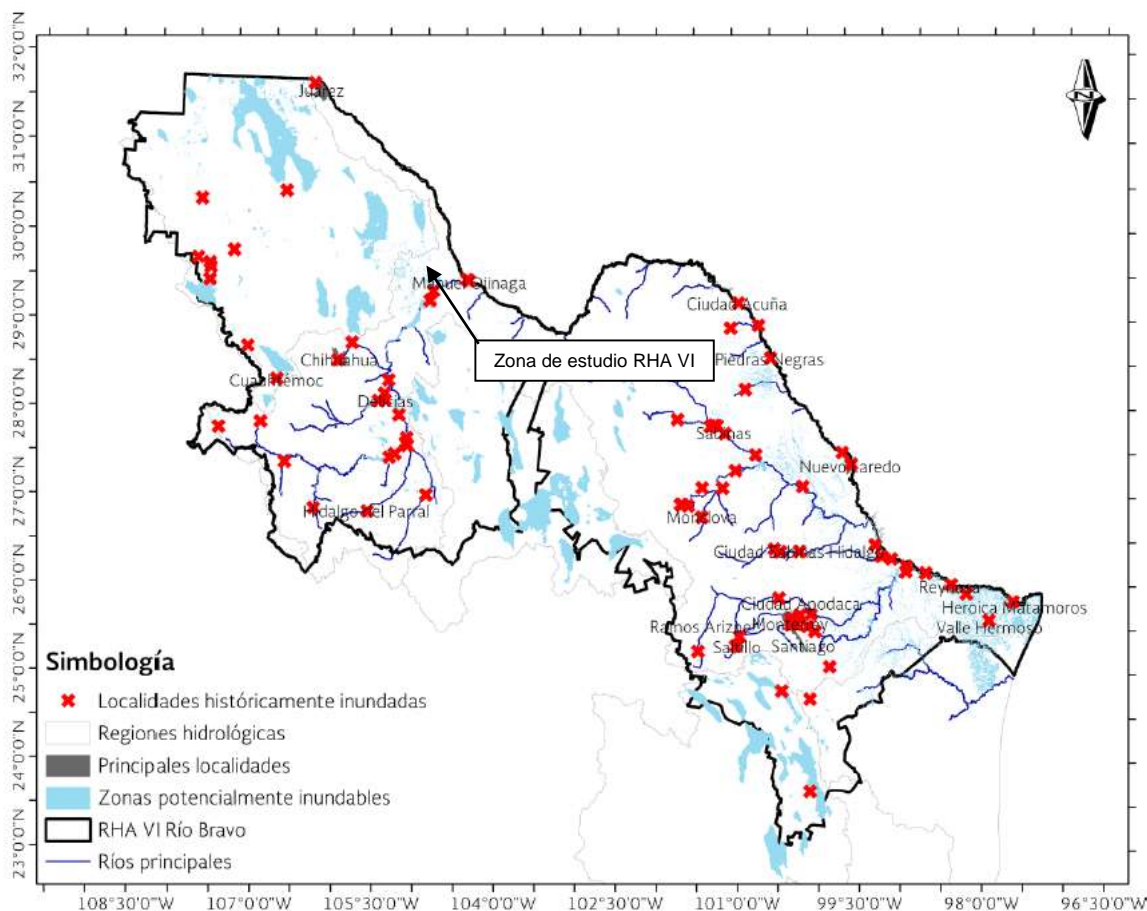 32°0'0"N
31°0'0"N
30°0'0"N
29°0'0"N
28°0'0"N
27°0'0"N
26°0'0"N
25°0'0"N
24°0'0"N
23°0'0"N
N
Juárez
Manuel Ojinaga
Ciudad Acuña
Zona de estudio RHA VI
Chihuahua
Piedras Negras
Cuauhtémoc
Delicias
Sabinas
Nuevo Laredo
Hidalgo del Parral
Monclova
Ciudad Sabinas Hidalgo
Reynosa
Ciudad Apodaca
Heroica Matamoros
Ramos Arizpe
Monterrey
Valle Hermoso
Saltillo
Santiago
Simbología
Localidades históricamente inundadas
Regiones hidrológicas
Principales localidades
Zonas potencialmente inundables
RHA VI Río Bravo
Ríos principales
108°30'0"W
107°0'0"W
105°30'0"W
104°0'0"W
102°30'0"W
101°0'0"W
99°30'0"W
98°0'0"W
96°30'0"W